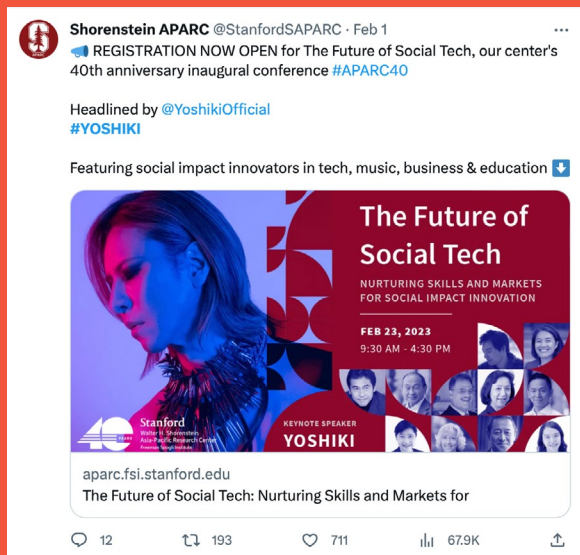 Shorenstein APARC @StanfordSAPARC · Feb 1
REGISTRATION NOW OPEN for The Future of Social Tech, our center's
40th anniversary inaugural conference #APARC40
Headlined by @YoshikiOfficial
#YOSHIKI
Featuring social impact innovators in tech, music, business & education
The Future of
Social Tech
NURTURING SKILLS AND MARKETS
FOR SOCIAL IMPACT INNOVATION
FEB 23, 2023
9:30 AM - 4:30 PM
40 YEARS
Stanford
Walter H. Shorenstein
Asia-Pacific Research Center
Freeman Spogli Institute
KEYNOTE SPEAKER
YOSHIKI
aparc.fsi.stanford.edu
The Future of Social Tech: Nurturing Skills and Markets for
12
193
711
67.9K